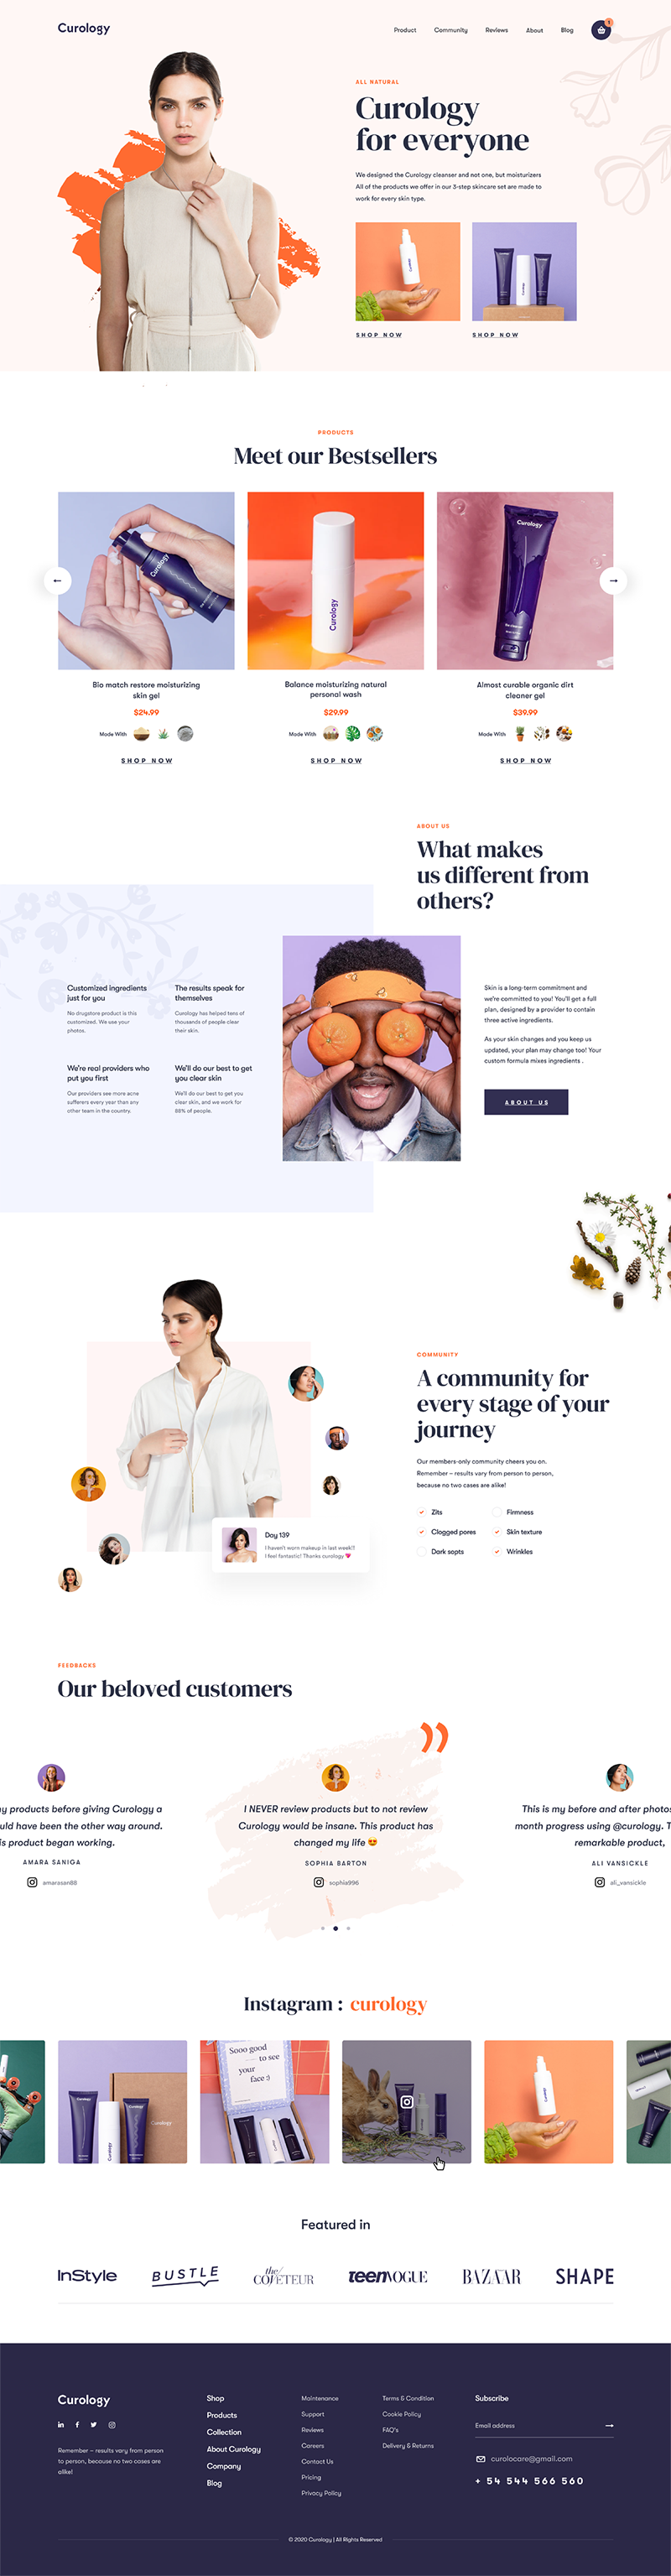 Curology
Product Community Reviews About Blog
1
ALL NATURAL
Curology
for everyone
We designed the Curology cleanser and not one, but moisturizers
All of the products we offer in our 3-step skincare set are made to
work for every skin type.
SHOP NOW
SHOP NOW
PRODUCTS
Meet our Bestsellers
Curology
Curology
Curology
Bio match restore moisturizing
skin gel
$24.99
Made With
SHOP NOW
Balance moisturizing natural
personal wash
$29.99
Made With
SHOP NOW
Almost curable organic dirt
cleaner gel
$39.99
Made With
SHOP NOW
ABOUT US
What makes
us different from
others?
Customized ingredients
just for you
No drugstore product is this
customized. We use your
photos.
The results speak for
themselves
Curology has helped tens of
thousands of people clear
their skin.
We're real providers who
put you first
Our providers see more acne
sufferers every year than any
other team in the country.
We'll do our best to get
you clear skin
We'll do our best to get you
clear skin, and we work for
88% of people.
Skin is a long-term commitment and
we're committed to you! You'll get a full
plan, designed by a provider to contain
three active ingredients.
As your skin changes and you keep us
updated, your plan may change too! Your
custom formula mixes ingredients .
ABOUT US
COMMUNITY
A community for
every stage of your
journey
Our members-only community cheers you on.
Remember – results vary from person to person,
because no two cases are alike!
Zits
Firmness
Clogged pores
Skin texture
Dark sopts
Wrinkles
Day 139
I haven't worn makeup in last week!!
I feel fantastic! Thanks curology 💖
FEEDBACKS
Our beloved customers
y products before giving Curology a
uld have been the other way around.
is product began working.
AMARA SANIGA
amarasan88
I NEVER review products but to not review
Curology would be insane. This product has
changed my life 😍
SOPHIA BARTON
sophia996
This is my before and after photos
month progress using @curology. T
remarkable product,
ALI VANSICKLE
ali_vansickle
Instagram : curology
Sooo good
to see
your
face :)
Featured in
InStyle
BUSTLE
the COVETEUR
teenVOGUE
BAZAAR
SHAPE
Curology
Remember – results vary from person
to person, because no two cases are
alike!
Shop
Products
Collection
About Curology
Company
Blog
Maintenance
Support
Reviews
Careers
Contact Us
Pricing
Privacy Policy
Terms & Condition
Cookie Policy
FAQ's
Delivery & Returns
Subscribe
Email address
curolocare@gmail.com
+ 54 544 566 560
© 2020 Curology | All Rights Reserved